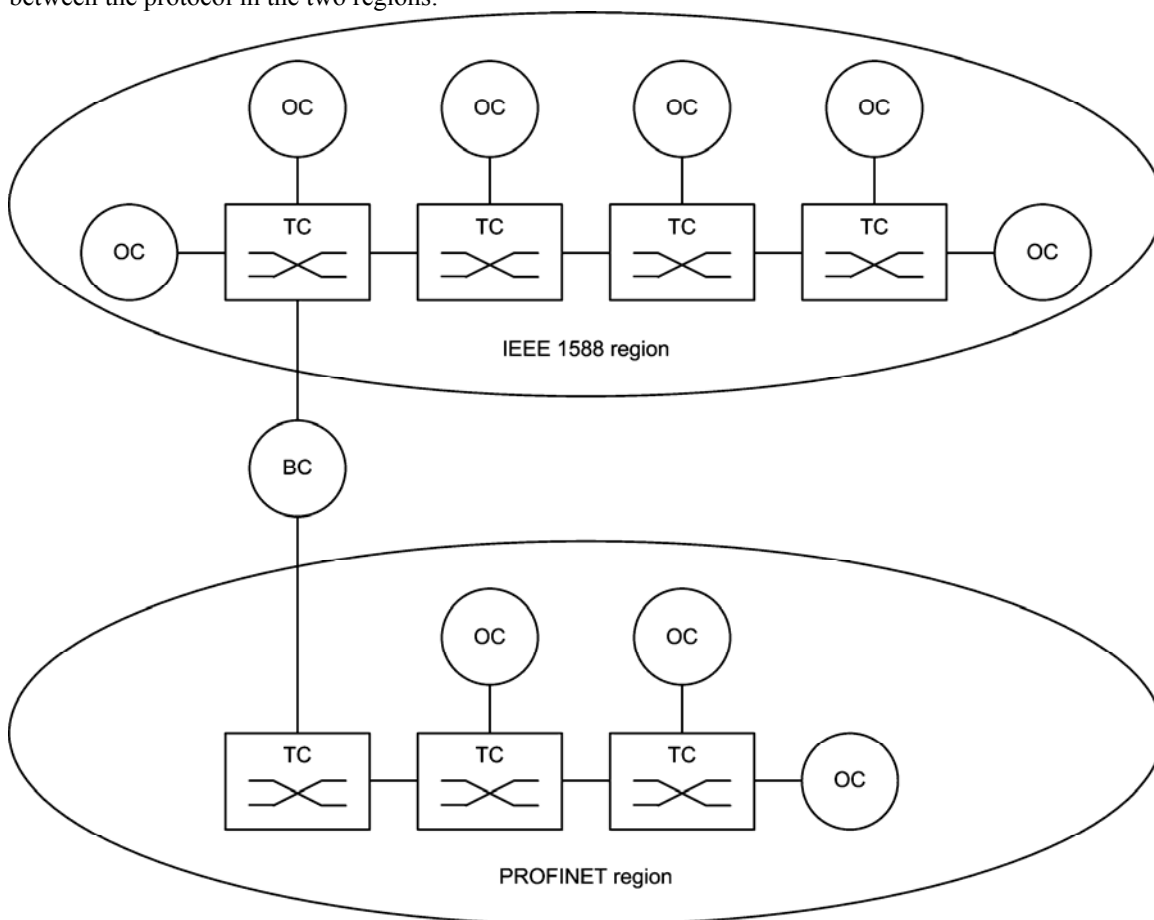 between the protocol in the two regions.
OC OC OC OC
TC TC TC TC
OC OC
IEEE 1588 region
BC
OC OC
TC TC TC
OC
PROFINET region